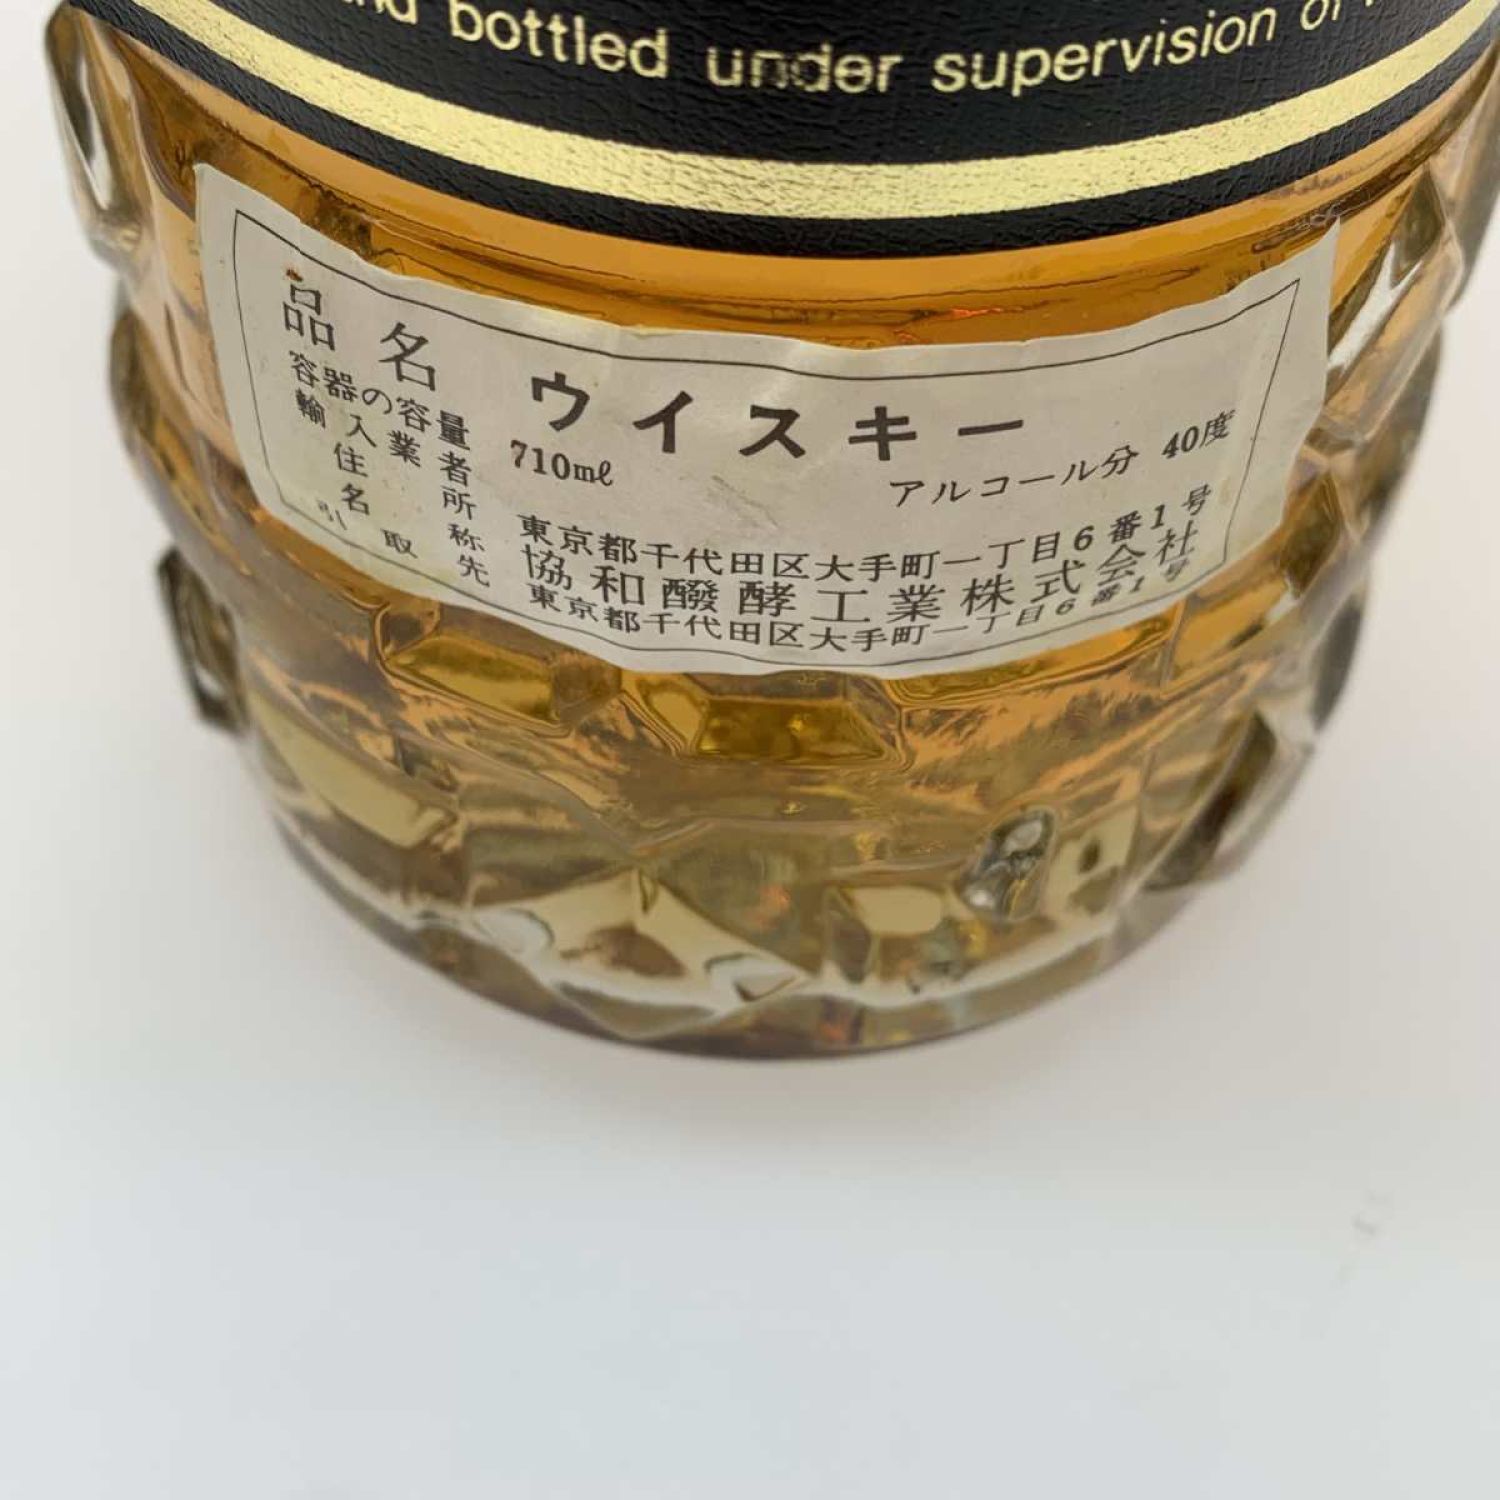 and bottled under supervision of
品名 ウイスキー
容器の容量 710mℓ アルコール分 40度
輸入業者
住所 東京都千代田区大手町一丁目6番1号
名称 協和醱酵工業株式会社
引取先 東京都千代田区大手町一丁目6番1号